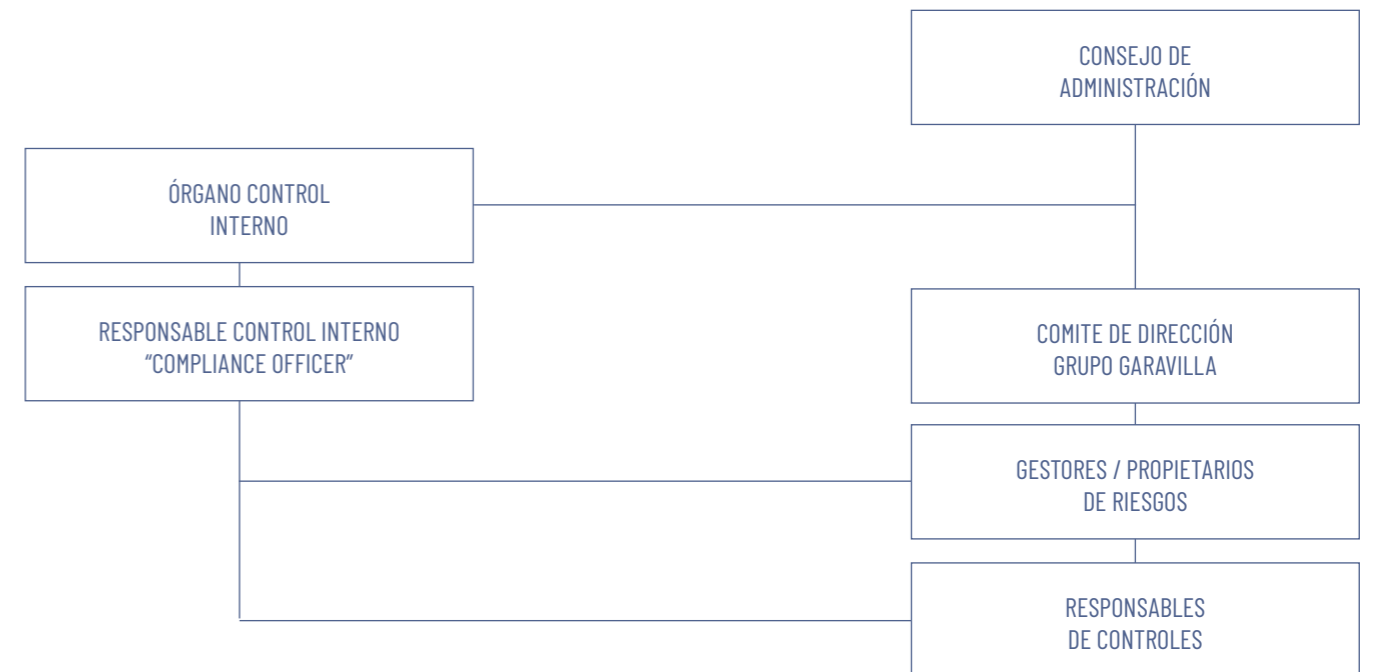 CONSEJO DE
ADMINISTRACIÓN
ÓRGANO CONTROL
INTERNO
RESPONSABLE CONTROL INTERNO
“COMPLIANCE OFFICER”
COMITE DE DIRECCIÓN
GRUPO GARAVILLA
GESTORES / PROPIETARIOS
DE RIESGOS
RESPONSABLES
DE CONTROLES